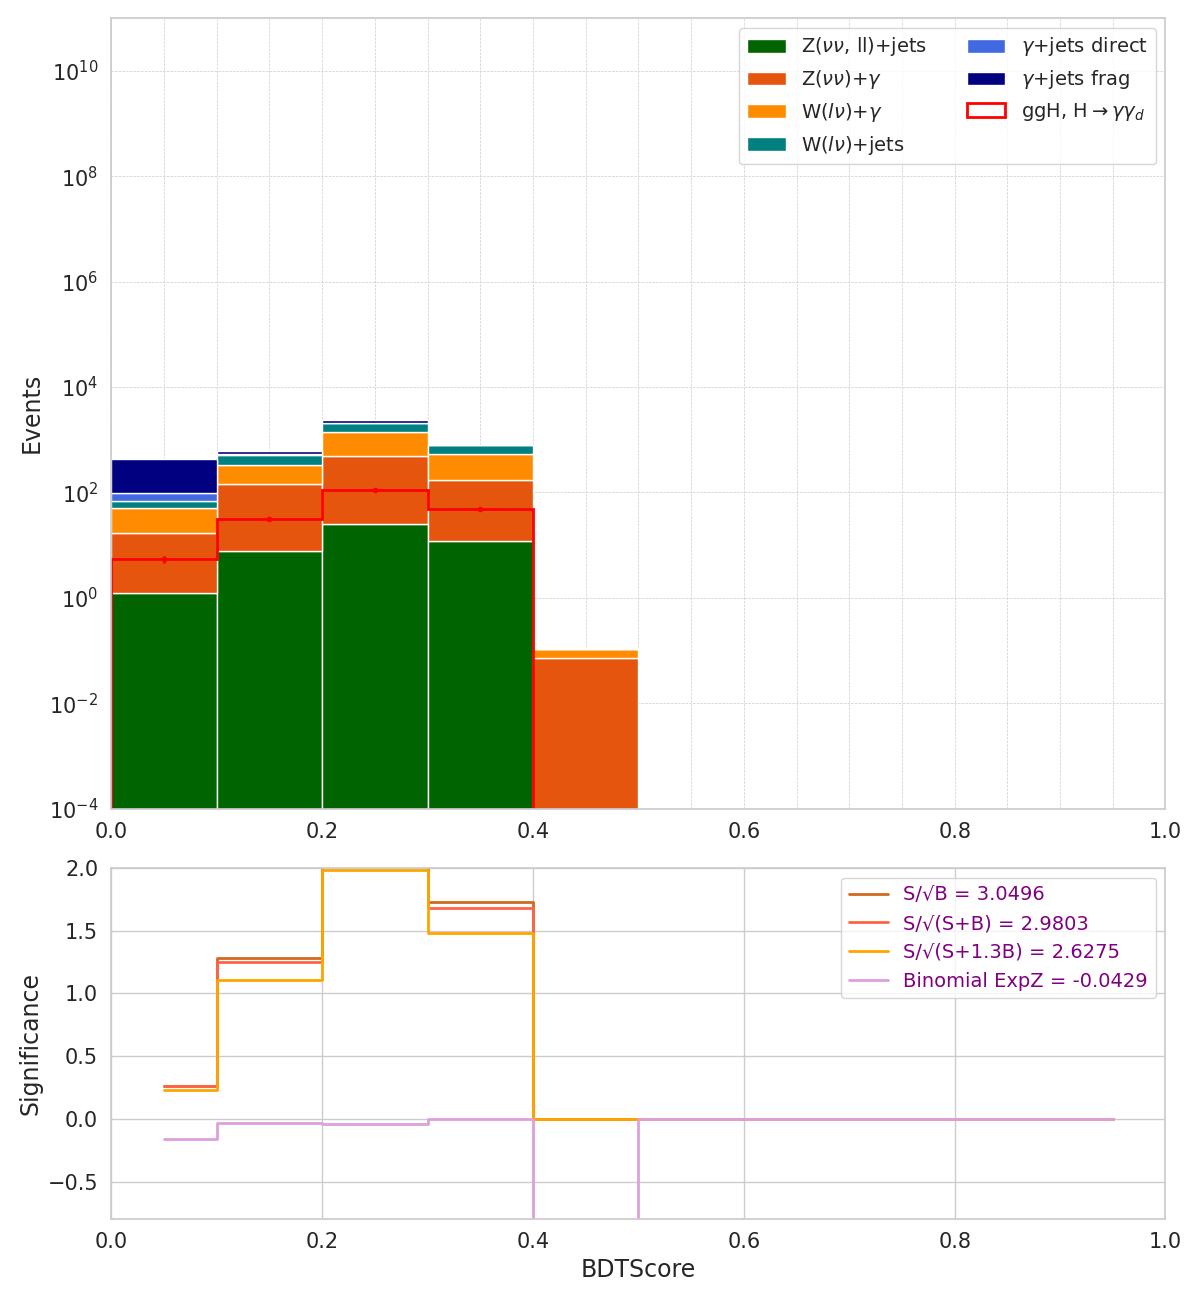 Z(νν, ll)+jets
Z(νν)+γ
W(lν)+γ
W(lν)+jets
γ+jets direct
γ+jets frag
ggH, H→γγ_d
Events
10^10
10^8
10^6
10^4
10^2
10^0
10^−2
10^−4
0.0 0.2 0.4 0.6 0.8 1.0
S/√B = 3.0496
S/√(S+B) = 2.9803
S/√(S+1.3B) = 2.6275
Binomial ExpZ = -0.0429
Significance
2.0
1.5
1.0
0.5
0.0
−0.5
0.0 0.2 0.4 0.6 0.8 1.0
BDTScore